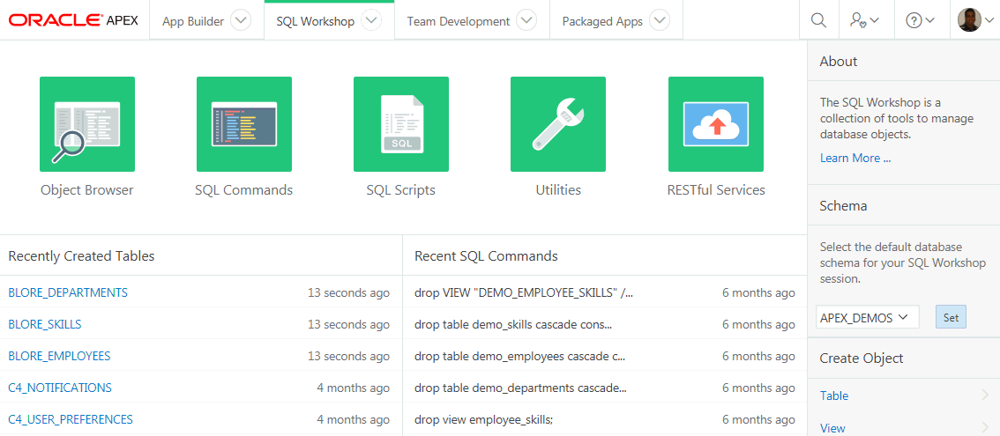 ORACLE APEX App Builder SQL Workshop Team Development Packaged Apps
Object Browser
SQL Commands
SQL
SQL Scripts
Utilities
RESTful Services
Recently Created Tables
BLORE_DEPARTMENTS 13 seconds ago
BLORE_SKILLS 13 seconds ago
BLORE_EMPLOYEES 13 seconds ago
C4_NOTIFICATIONS 4 months ago
C4_USER_PREFERENCES 4 months ago
Recent SQL Commands
drop VIEW "DEMO_EMPLOYEE_SKILLS" /... 6 months ago
drop table demo_skills cascade cons... 6 months ago
drop table demo_employees cascade c... 6 months ago
drop table demo_departments cascade... 6 months ago
drop view employee_skills; 6 months ago
About
The SQL Workshop is a
collection of tools to manage
database objects.
Learn More ...
Schema
Select the default database
schema for your SQL Workshop
session.
APEX_DEMOS Set
Create Object
Table
View